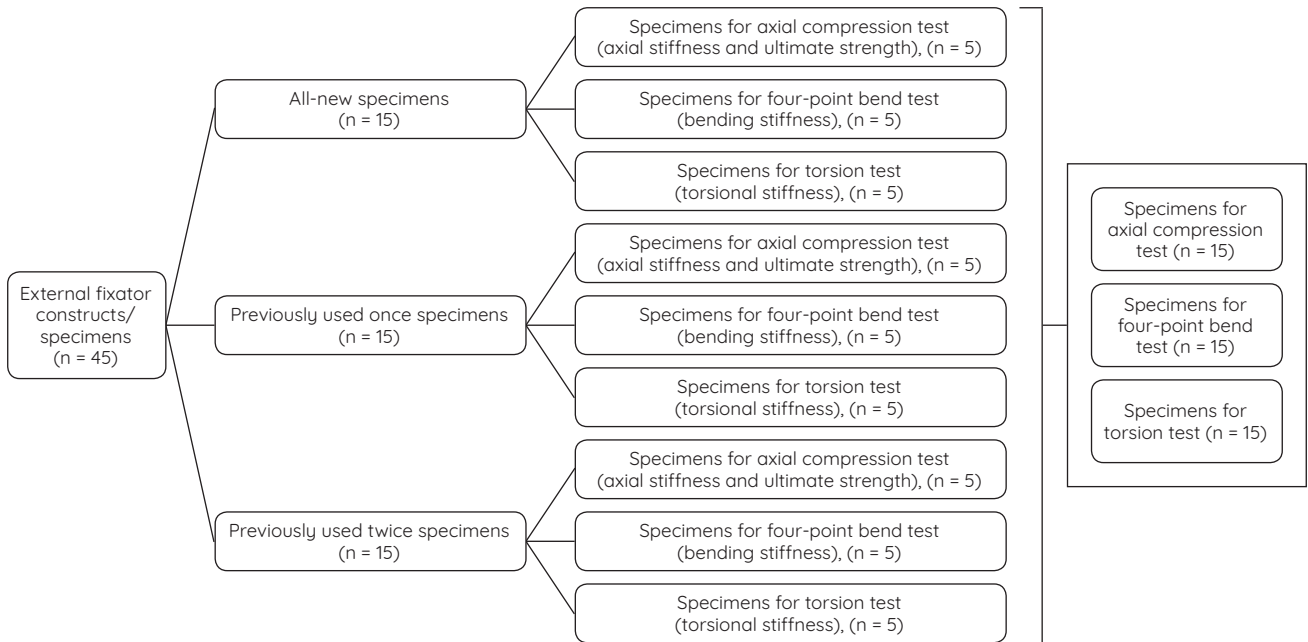 External fixator
constructs/
specimens
(n = 45)
All-new specimens
(n = 15)
Previously used once specimens
(n = 15)
Previously used twice specimens
(n = 15)
Specimens for axial compression test
(axial stiffness and ultimate strength), (n = 5)
Specimens for four-point bend test
(bending stiffness), (n = 5)
Specimens for torsion test
(torsional stiffness), (n = 5)
Specimens for axial compression test
(axial stiffness and ultimate strength), (n = 5)
Specimens for four-point bend test
(bending stiffness), (n = 5)
Specimens for torsion test
(torsional stiffness), (n = 5)
Specimens for axial compression test
(axial stiffness and ultimate strength), (n = 5)
Specimens for four-point bend test
(bending stiffness), (n = 5)
Specimens for torsion test
(torsional stiffness), (n = 5)
Specimens for
axial compression
test (n = 15)
Specimens for
four-point bend
test (n = 15)
Specimens for
torsion test (n = 15)